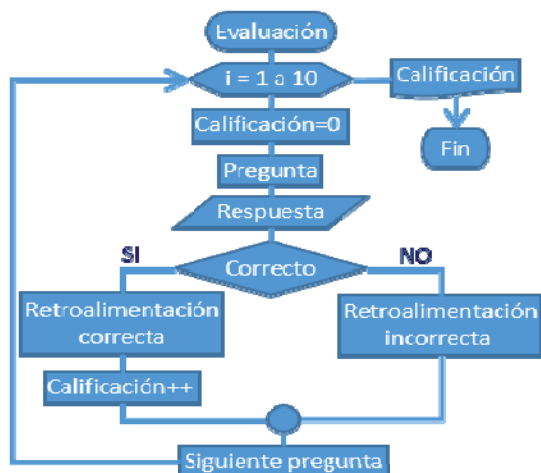 Evaluación
i = 1 a 10
Calificación
Calificación=0
Fin
Pregunta
Respuesta
SI
Correcto
NO
Retroalimentación
correcta
Retroalimentación
incorrecta
Calificación++
Siguiente pregunta